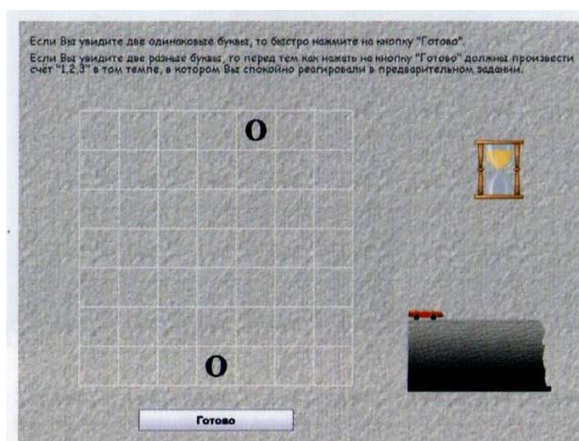 Если Вы увидите две одинаковые буквы, то быстро нажмите на кнопку "Готово".
Если Вы увидите две разные буквы, то перед тем как нажать на кнопку "Готово" должны произвести
счёт "1,2,3" в том темпе, в котором Вы спокойно реагировали в предварительном задании.
О
О
Готово